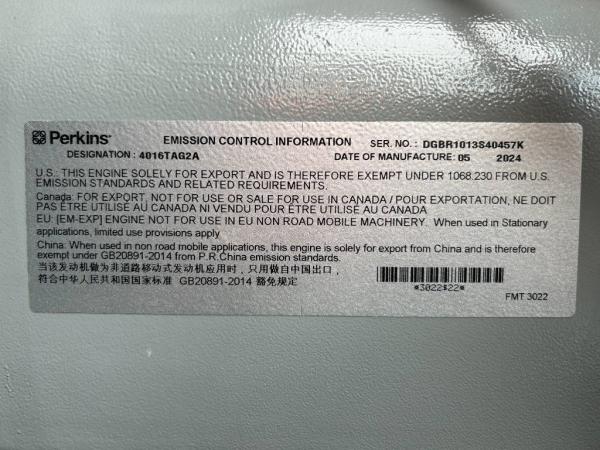 Perkins EMISSION CONTROL INFORMATION SER. NO. : DGBR1013S40457K
DESIGNATION : 4016TAG2A DATE OF MANUFACTURE : 05 2024
U.S.: THIS ENGINE SOLELY FOR EXPORT AND IS THEREFORE EXEMPT UNDER 1068.230 FROM U.S.
EMISSION STANDARDS AND RELATED REQUIREMENTS.
Canada: FOR EXPORT, NOT FOR USE OR SALE FOR USE IN CANADA / POUR EXPORTATION, NE DOIT
PAS ÊTRE UTILISÉ AU CANADA NI VENDU POUR ÊTRE UTILISÉ AU CANADA
EU: [EM-EXP] ENGINE NOT FOR USE IN EU NON ROAD MOBILE MACHINERY. When used in Stationary
applications, limited use provisions apply
China: When used in non road mobile applications, this engine is solely for export from China and is therefore
exempt under GB20891-2014 from P.R.China emission standards.
当该发动机做为非道路移动式发动机应用时，只用做自中国出口，
符合中华人民共和国国家标准 GB20891-2014 豁免规定
*3022$22*
FMT 3022